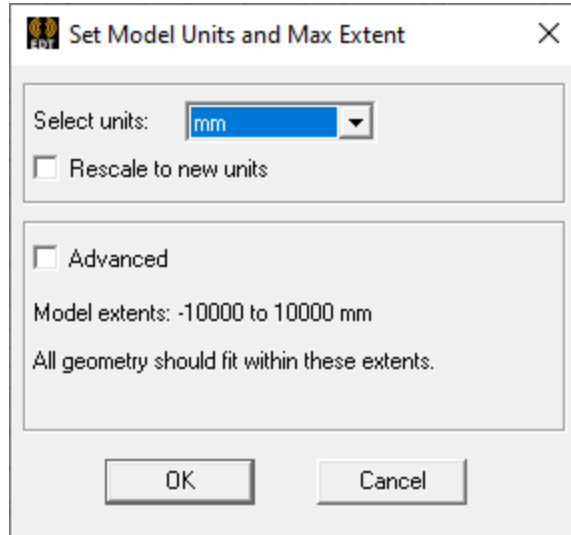 EDT
Set Model Units and Max Extent
Select units: mm
Rescale to new units
Advanced
Model extents: -10000 to 10000 mm
All geometry should fit within these extents.
OK Cancel